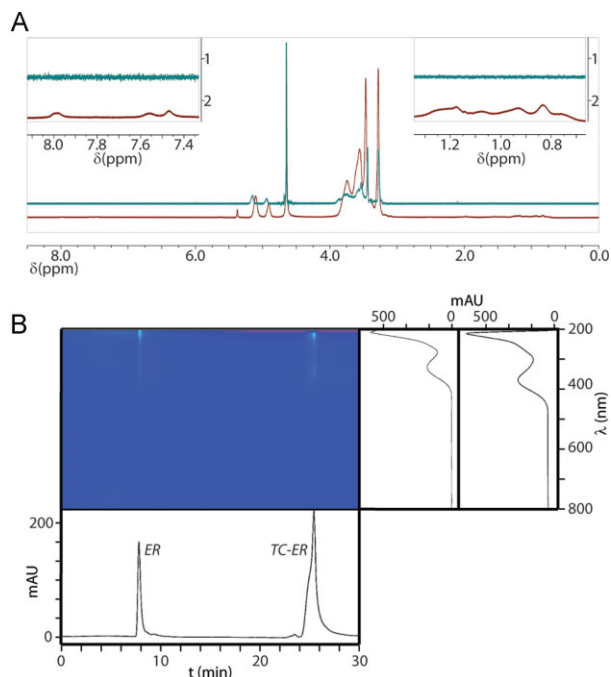 A
1
2
8.0 7.8 7.6 7.4
δ(ppm)
1
2
1.2 1.0 0.8
δ(ppm)
8.0 6.0 4.0 2.0 0.0
δ(ppm)
B
mAU
500 0 500 0
200
400
600
800
λ (nm)
200
0
mAU
ER
TC-ER
0 10 20 30
t (min)